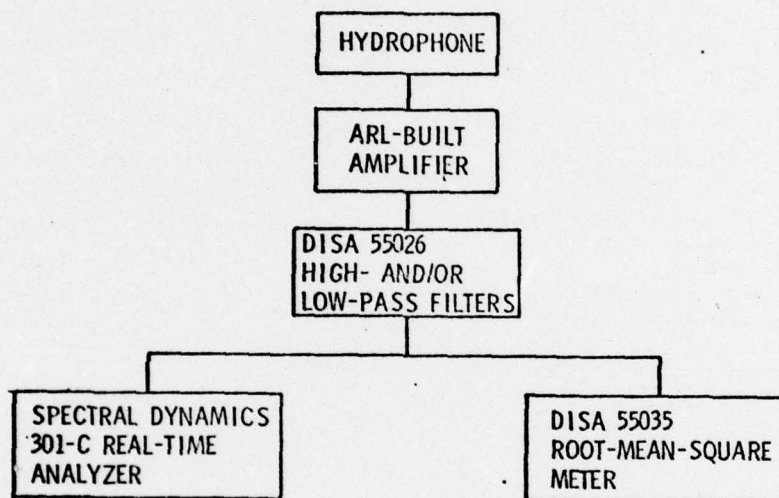 HYDROPHONE
ARL-BUILT
AMPLIFIER
DISA 55026
HIGH- AND/OR
LOW-PASS FILTERS
SPECTRAL DYNAMICS
301-C REAL-TIME
ANALYZER
DISA 55035
ROOT-MEAN-SQUARE
METER